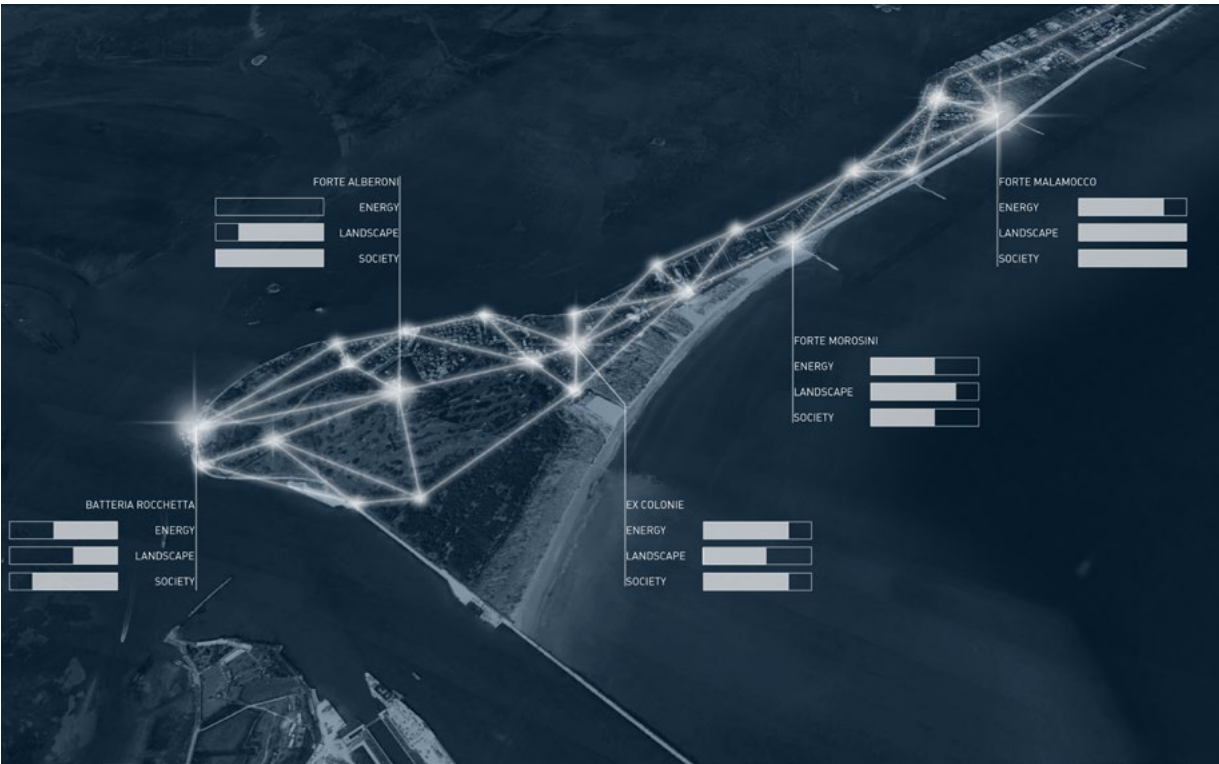 FORTE ALBERONI
ENERGY
LANDSCAPE
SOCIETY
FORTE MALAMOCCO
ENERGY
LANDSCAPE
SOCIETY
FORTE MOROSINI
ENERGY
LANDSCAPE
SOCIETY
BATTERIA ROCCHETTA
ENERGY
LANDSCAPE
SOCIETY
EX COLONIE
ENERGY
LANDSCAPE
SOCIETY